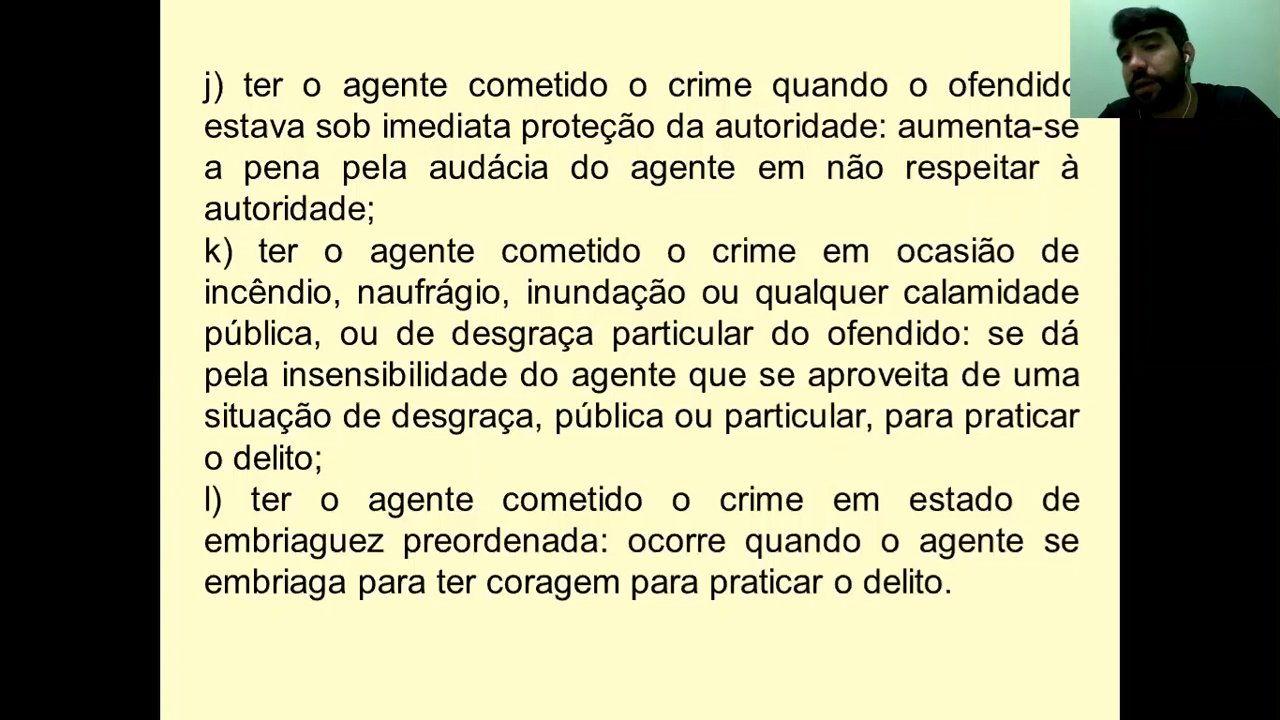 j) ter o agente cometido o crime quando o ofendido
estava sob imediata proteção da autoridade: aumenta-se
a pena pela audácia do agente em não respeitar à
autoridade;
k) ter o agente cometido o crime em ocasião de
incêndio, naufrágio, inundação ou qualquer calamidade
pública, ou de desgraça particular do ofendido: se dá
pela insensibilidade do agente que se aproveita de uma
situação de desgraça, pública ou particular, para praticar
o delito;
l) ter o agente cometido o crime em estado de
embriaguez preordenada: ocorre quando o agente se
embriaga para ter coragem para praticar o delito.